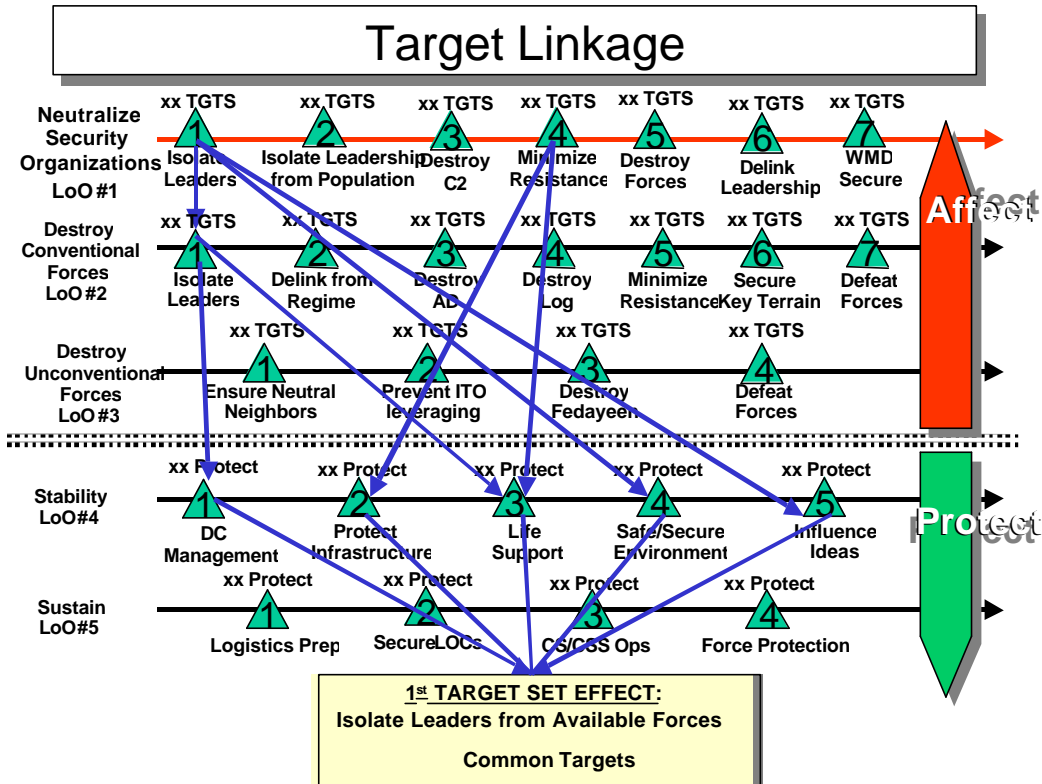 Target Linkage
xx TGTS xx TGTS xx TGTS xx TGTS xx TGTS xx TGTS xx TGTS
Neutralize
Security
Organizations
LoO #1
1 2 3 4 5 6 7
Isolate
Leaders
Isolate Leadership
from Population
Destroy
C2
Minimize
Resistance
Destroy
Forces
Delink
Leadership
WMD
Secure
Affect
xx TGTS xx TGTS xx TGTS xx TGTS xx TGTS xx TGTS xx TGTS
Destroy
Conventional
Forces
LoO #2
1 2 3 4 5 6 7
Isolate
Leaders
Delink from
Regime
Destroy
AD
Destroy
Log
Minimize
Resistance
Secure
Key Terrain
Defeat
Forces
xx TGTS xx TGTS xx TGTS xx TGTS
Destroy
Unconventional
Forces
LoO #3
1 2 3 4
Ensure Neutral
Neighbors
Prevent ITO
leveraging
Destroy
Fedayeen
Defeat
Forces
xx Protect xx Protect xx Protect xx Protect xx Protect
Stability
LoO#4
1 2 3 4 5
DC
Management
Protect
Infrastructure
Life
Support
Safe/Secure
Environment
Influence
Ideas
Protect
xx Protect xx Protect xx Protect xx Protect
Sustain
LoO#5
1 2 3 4
Logistics Prep
Secure LOCs
CS/CSS Ops
Force Protection
1st TARGET SET EFFECT:
Isolate Leaders from Available Forces
Common Targets